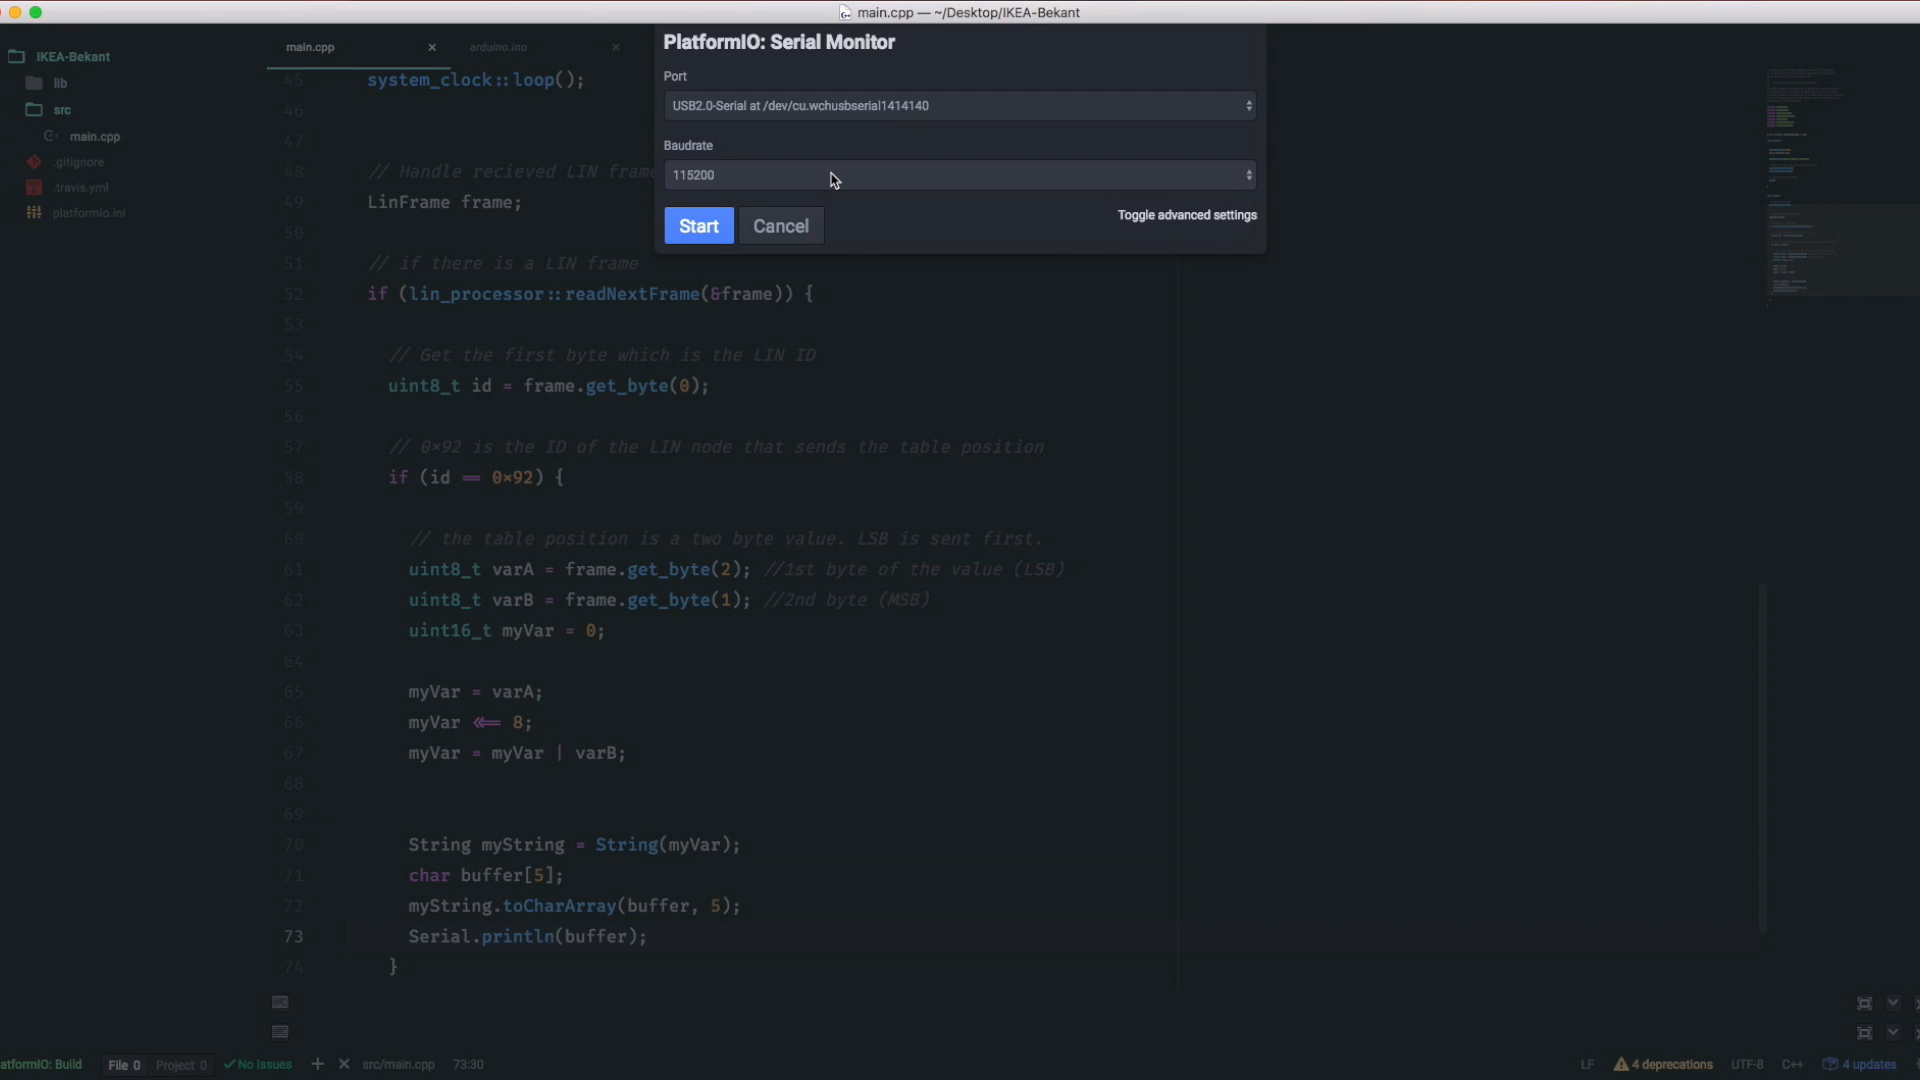 main.cpp — ~/Desktop/IKEA-Bekant
IKEA-Bekant
lib
src
main.cpp
.gitignore
.travis.yml
platformio.ini
main.cpp
arduino.ino
PlatformIO: Serial Monitor
Port
USB2.0-Serial at /dev/cu.wchusbserial1414140
Baudrate
115200
Start
Cancel
Toggle advanced settings
45 system_clock::loop();
46
47
48 // Handle recieved LIN frame
49 LinFrame frame;
50
51 // if there is a LIN frame
52 if (lin_processor::readNextFrame(&frame)) {
53
54 // Get the first byte which is the LIN ID
55 uint8_t id = frame.get_byte(0);
56
57 // 0×92 is the ID of the LIN node that sends the table position
58 if (id == 0×92) {
59
60 // the table position is a two byte value. LSB is sent first.
61 uint8_t varA = frame.get_byte(2); //1st byte of the value (LSB)
62 uint8_t varB = frame.get_byte(1); //2nd byte (MSB)
63 uint16_t myVar = 0;
64
65 myVar = varA;
66 myVar <<= 8;
67 myVar = myVar | varB;
68
69
70 String myString = String(myVar);
71 char buffer[5];
72 myString.toCharArray(buffer, 5);
73 Serial.println(buffer);
74 }
atformIO: Build
File 0
Project 0
No Issues
src/main.cpp
73:30
LF
4 deprecations
UTF-8
C++
4 updates